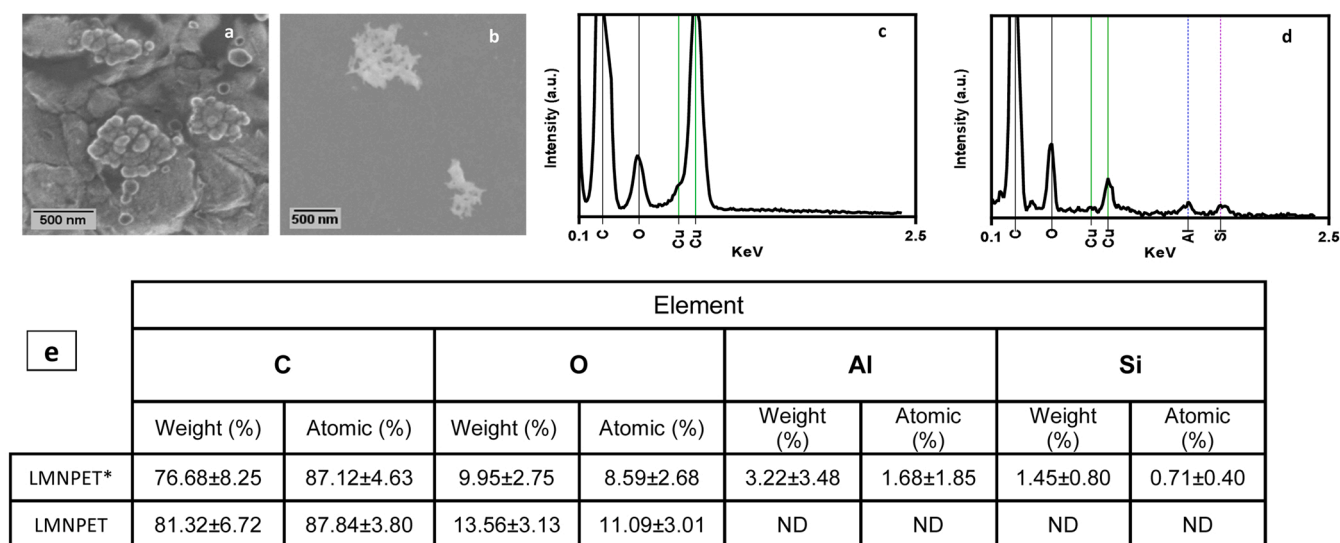 a
500 nm
b
500 nm
c
Intensity (a.u.)
0.1 C O Cu Cu 2.5
KeV
d
Intensity (a.u.)
0.1 C O Cu Cu Al Si 2.5
KeV
e
Element
C O Al Si
Weight (%) Atomic (%) Weight (%) Atomic (%) Weight (%) Atomic (%) Weight (%) Atomic (%)
LMNPET* 76.68±8.25 87.12±4.63 9.95±2.75 8.59±2.68 3.22±3.48 1.68±1.85 1.45±0.80 0.71±0.40
LMNPET 81.32±6.72 87.84±3.80 13.56±3.13 11.09±3.01 ND ND ND ND